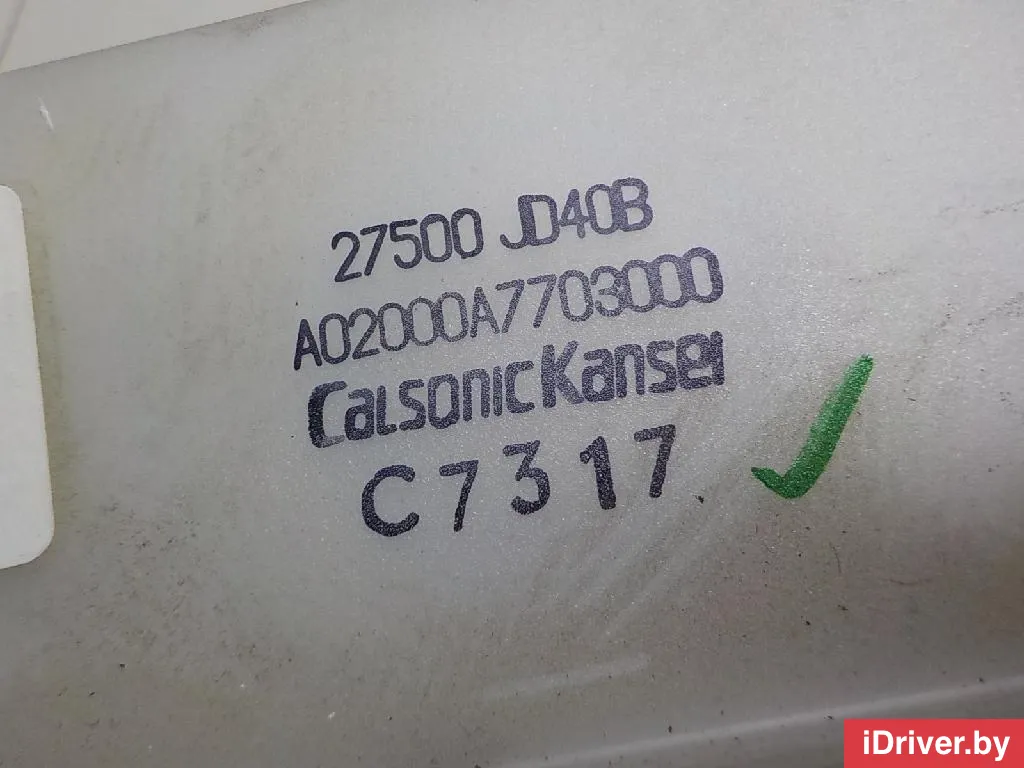 27500 JD40B
A02000A7703000
CalsonicKansei
C7317
iDriver.by